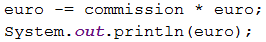 euro -= commission * euro;
System.out.println(euro);